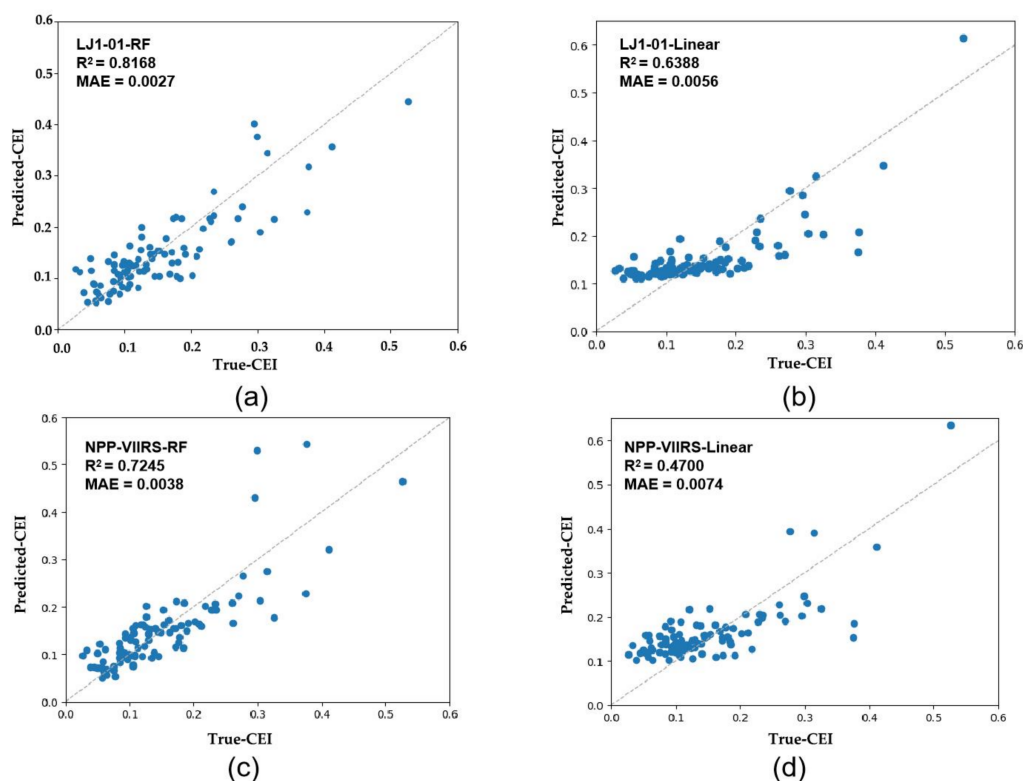 0.6
0.5
0.4
0.3
0.2
0.1
0.0
Predicted-CEI
LJ1-01-RF
R² = 0.8168
MAE = 0.0027
0.0 0.1 0.2 0.3 0.4 0.5 0.6
True-CEI
(a)
0.6
0.5
0.4
0.3
0.2
0.1
0.0
Predicted-CEI
LJ1-01-Linear
R² = 0.6388
MAE = 0.0056
0.0 0.1 0.2 0.3 0.4 0.5 0.6
True-CEI
(b)
0.6
0.5
0.4
0.3
0.2
0.1
0.0
Predicted-CEI
NPP-VIIRS-RF
R² = 0.7245
MAE = 0.0038
0.0 0.1 0.2 0.3 0.4 0.5 0.6
True-CEI
(c)
0.6
0.5
0.4
0.3
0.2
0.1
0.0
Predicted-CEI
NPP-VIIRS-Linear
R² = 0.4700
MAE = 0.0074
0.0 0.1 0.2 0.3 0.4 0.5 0.6
True-CEI
(d)